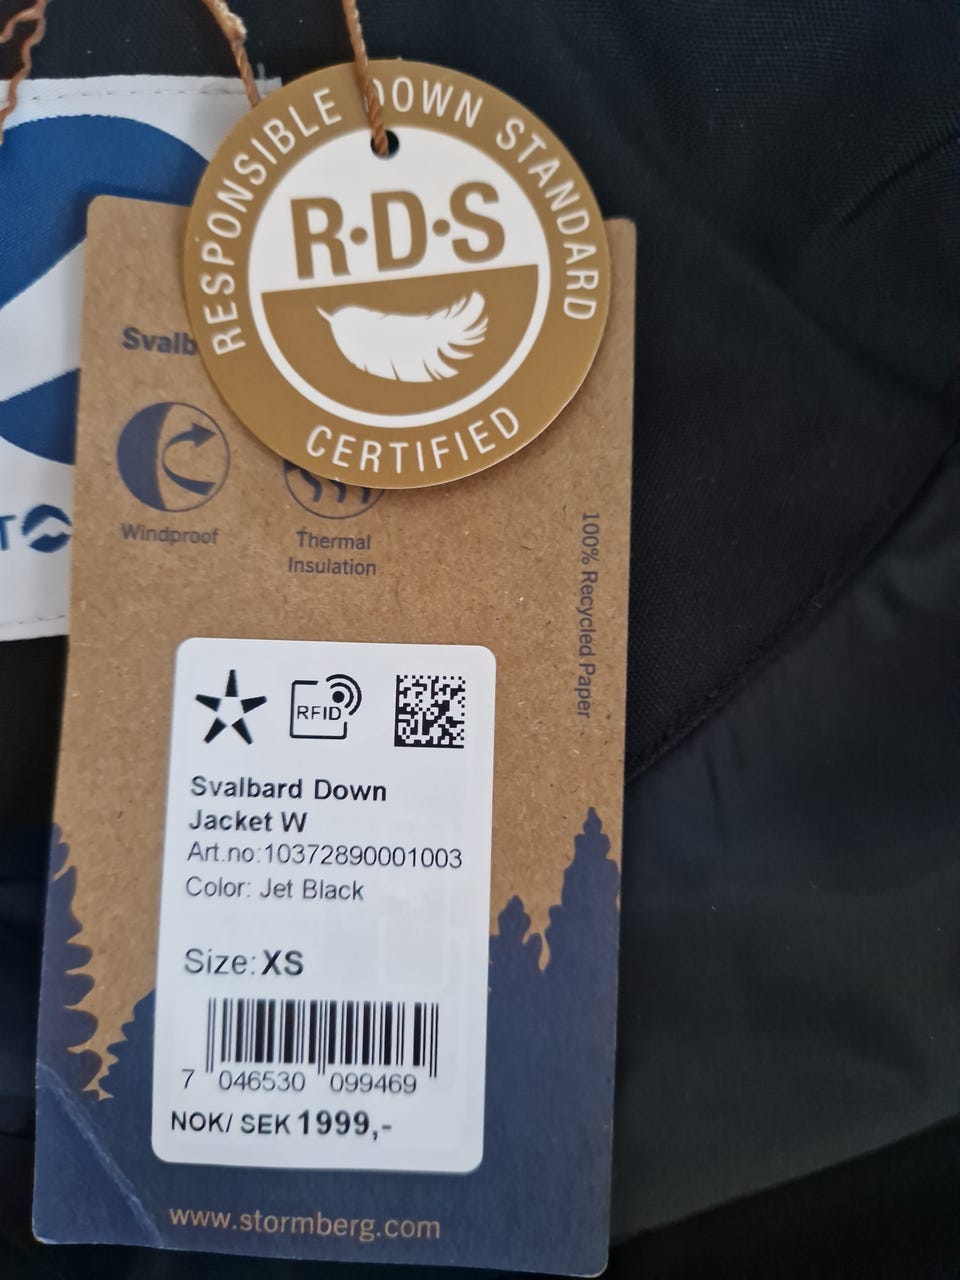 RESPONSIBLE DOWN STANDARD
R·D·S
CERTIFIED
Windproof
Thermal
Insulation
100% Recycled Paper
RFID
Svalbard Down
Jacket W
Art.no:10372890001003
Color: Jet Black
Size: XS
7 046530 099469
NOK/ SEK 1999,-
www.stormberg.com